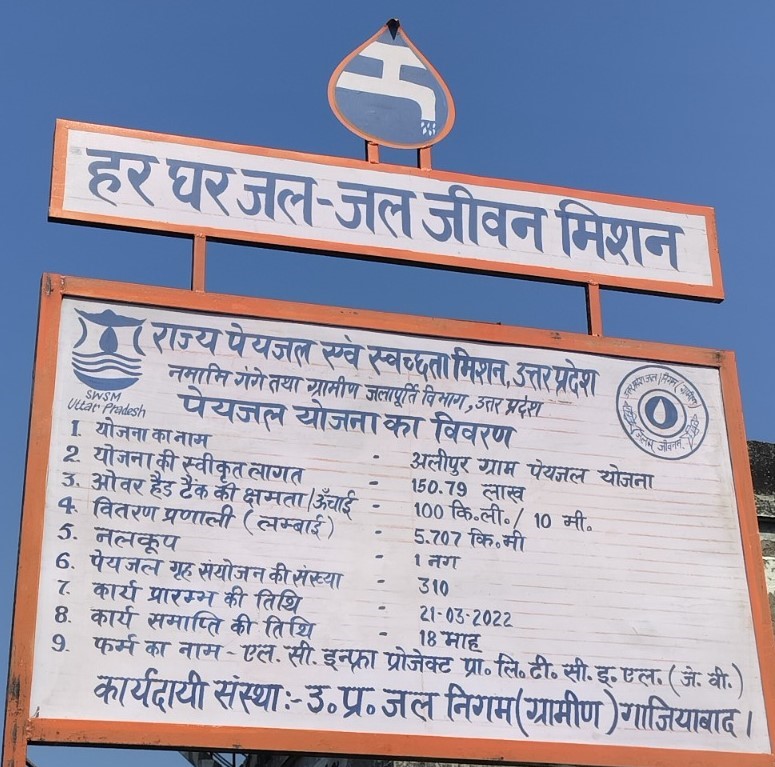 हर घर जल-जल जीवन मिशन
राज्य पेयजल एवं स्वच्छता मिशन, उत्तर प्रदेश
SWSM
Uttar Pradesh
नमामि गंगे तथा ग्रामीण जलापूर्ति विभाग, उत्तर प्रदेश
पेयजल योजना का विवरण
1. योजना का नाम - अलीपुर ग्राम पेयजल योजना
2. योजना की स्वीकृत लागत - 150.79 लाख
3. ओवर हैड टैंक की क्षमता/ऊँचाई - 100 कि.ली./ 10 मी.
4. वितरण प्रणाली (लम्बाई) - 5.707 कि.मी
5. नलकूप - 1 नग
6. पेयजल गृह संयोजन की संख्या - 310
7. कार्य प्रारम्भ की तिथि - 21-03-2022
8. कार्य समाप्ति की तिथि - 18 माह
9. फर्म का नाम - एल. सी. इन्फ्रा प्रोजेक्ट प्रा. लि. टी. सी. इ. एल. (जे. वी.)
कार्यदायी संस्था:- उ.प्र. जल निगम (ग्रामीण) गाजियाबाद।